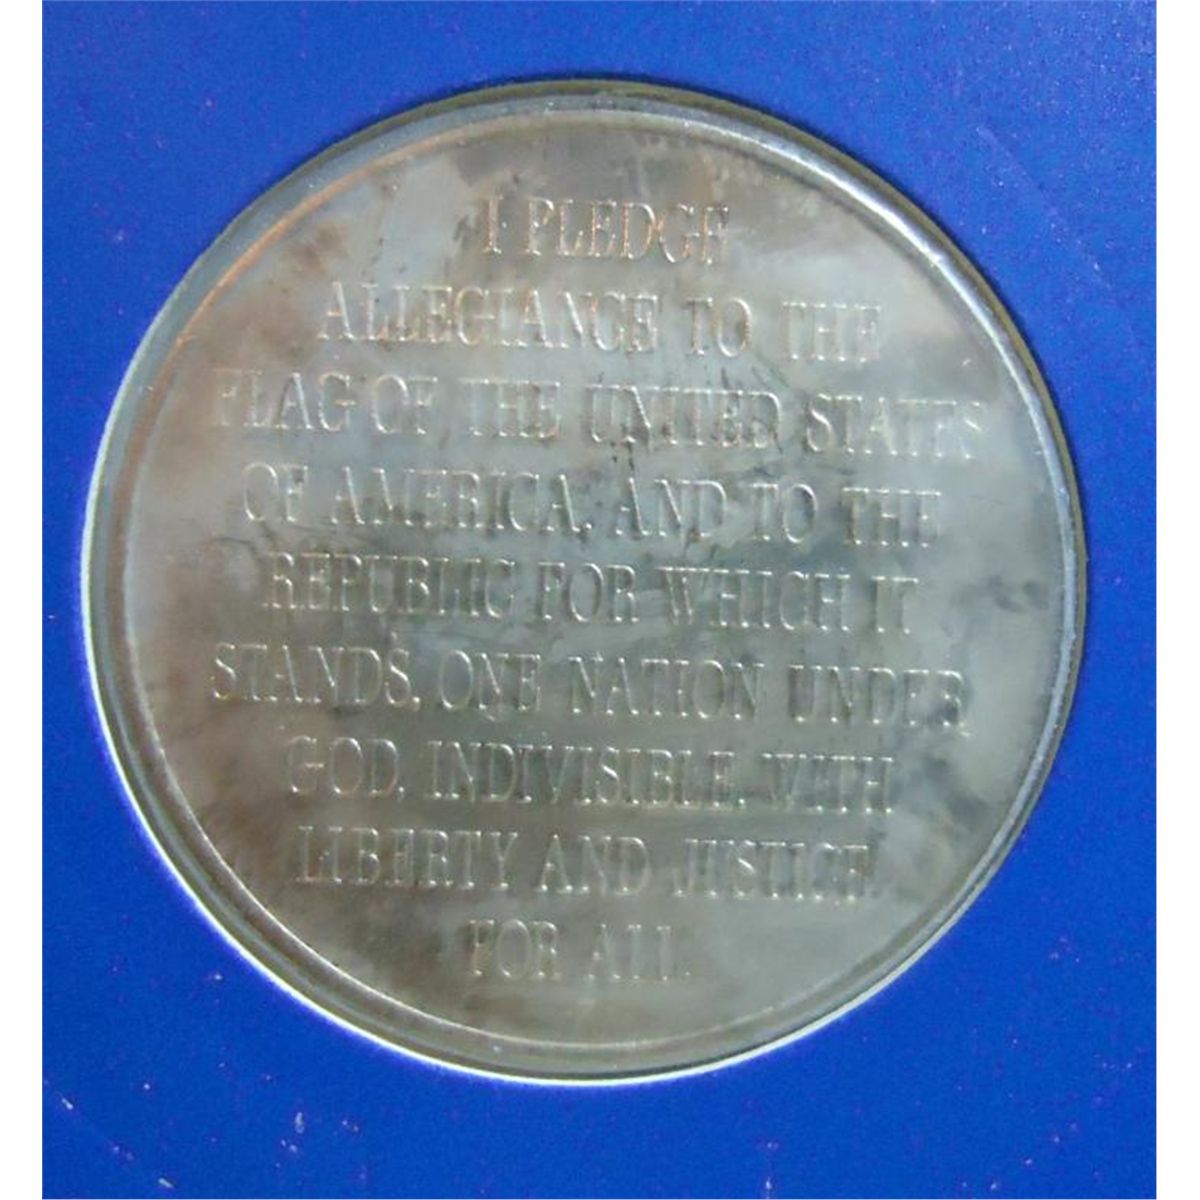 I PLEDGE
ALLEGIANCE TO THE
FLAG OF THE UNITED STATES
OF AMERICA, AND TO THE
REPUBLIC FOR WHICH IT
STANDS, ONE NATION UNDER
GOD, INDIVISIBLE, WITH
LIBERTY AND JUSTICE
FOR ALL.